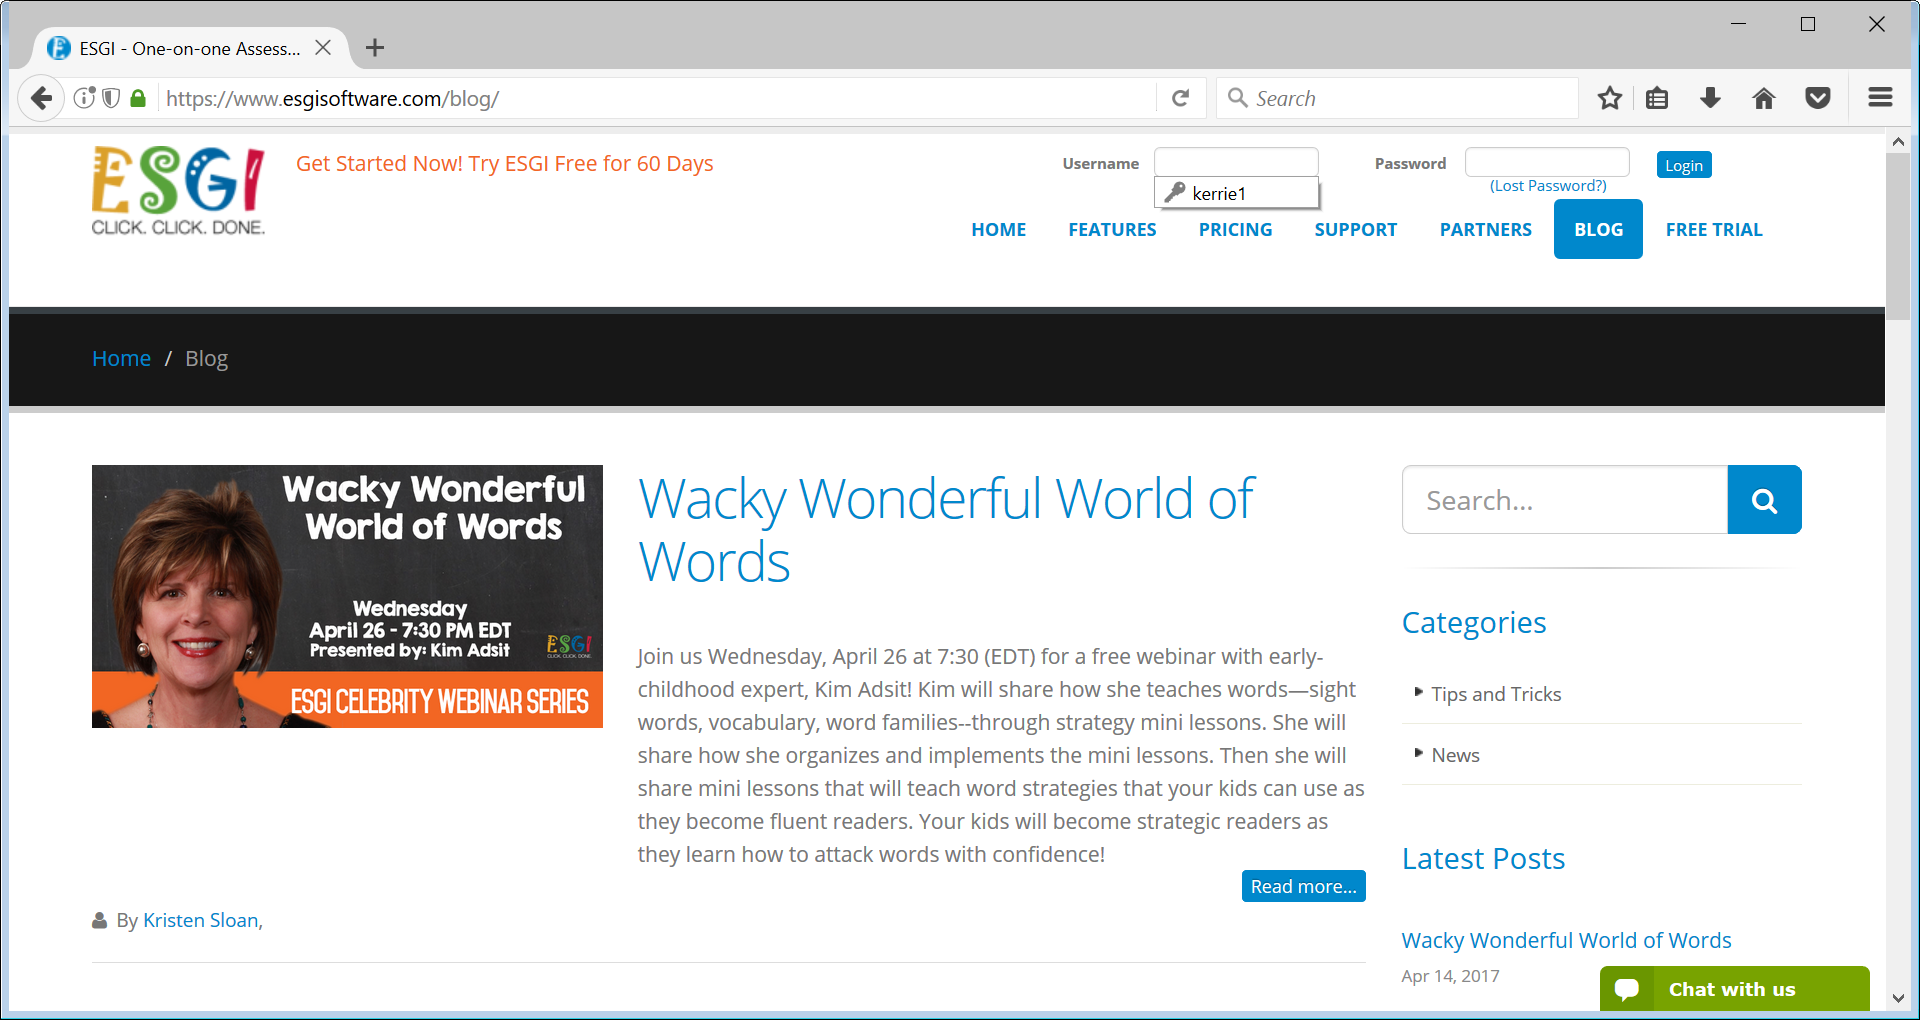 ESGI - One-on-one Assess...
https://www.esgisoftware.com/blog/
Search
ESGI
CLICK. CLICK. DONE.
Get Started Now! Try ESGI Free for 60 Days
Username
Password
Login
kerrie1
(Lost Password?)
HOME FEATURES PRICING SUPPORT PARTNERS BLOG FREE TRIAL
Home / Blog
Wacky Wonderful
World of Words
Wednesday
April 26 - 7:30 PM EDT
Presented by: Kim Adsit
ESGI
CLICK. CLICK. DONE.
ESGI CELEBRITY WEBINAR SERIES
Wacky Wonderful World of
Words
Join us Wednesday, April 26 at 7:30 (EDT) for a free webinar with early-
childhood expert, Kim Adsit! Kim will share how she teaches words—sight
words, vocabulary, word families--through strategy mini lessons. She will
share how she organizes and implements the mini lessons. Then she will
share mini lessons that will teach word strategies that your kids can use as
they become fluent readers. Your kids will become strategic readers as
they learn how to attack words with confidence!
Read more...
By Kristen Sloan,
Search...
Categories
Tips and Tricks
News
Latest Posts
Wacky Wonderful World of Words
Apr 14, 2017
Chat with us